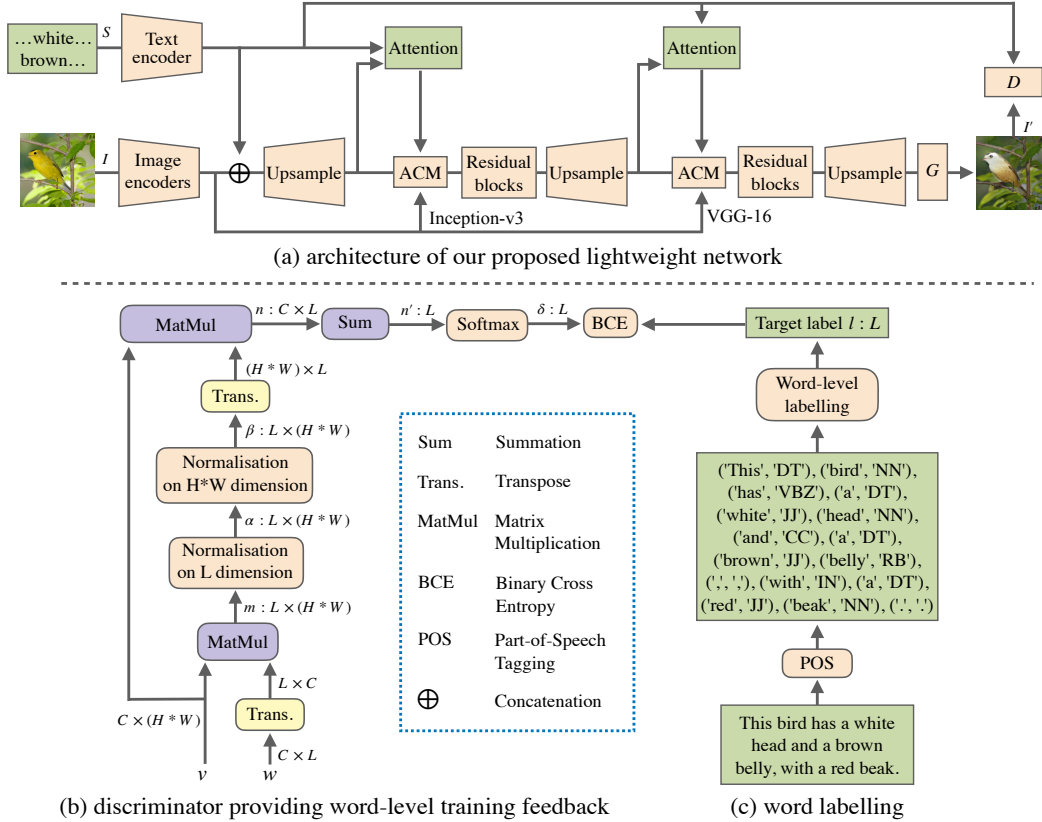 …white…
brown…
S
Text
encoder
Attention
Attention
D
I
Image
encoders
Upsample
ACM
Residual
blocks
Upsample
ACM
Residual
blocks
Upsample
G
I'
Inception-v3
VGG-16
(a) architecture of our proposed lightweight network
MatMul
n : C × L
Sum
n' : L
Softmax
δ : L
BCE
Target label l : L
(H * W) × L
Trans.
β : L × (H * W)
Normalisation
on H*W dimension
α : L × (H * W)
Normalisation
on L dimension
m : L × (H * W)
MatMul
L × C
C × (H * W)
Trans.
C × L
v
w
Sum Summation
Trans. Transpose
MatMul Matrix
Multiplication
BCE Binary Cross
Entropy
POS Part-of-Speech
Tagging
⊕ Concatenation
Word-level
labelling
('This', 'DT'), ('bird', 'NN'),
('has', 'VBZ'), ('a', 'DT'),
('white', 'JJ'), ('head', 'NN'),
('and', 'CC'), ('a', 'DT'),
('brown', 'JJ'), ('belly', 'RB'),
(',', ','), ('with', 'IN'), ('a', 'DT'),
('red', 'JJ'), ('beak', 'NN'), ('.', '.')
POS
This bird has a white
head and a brown
belly, with a red beak.
(b) discriminator providing word-level training feedback
(c) word labelling